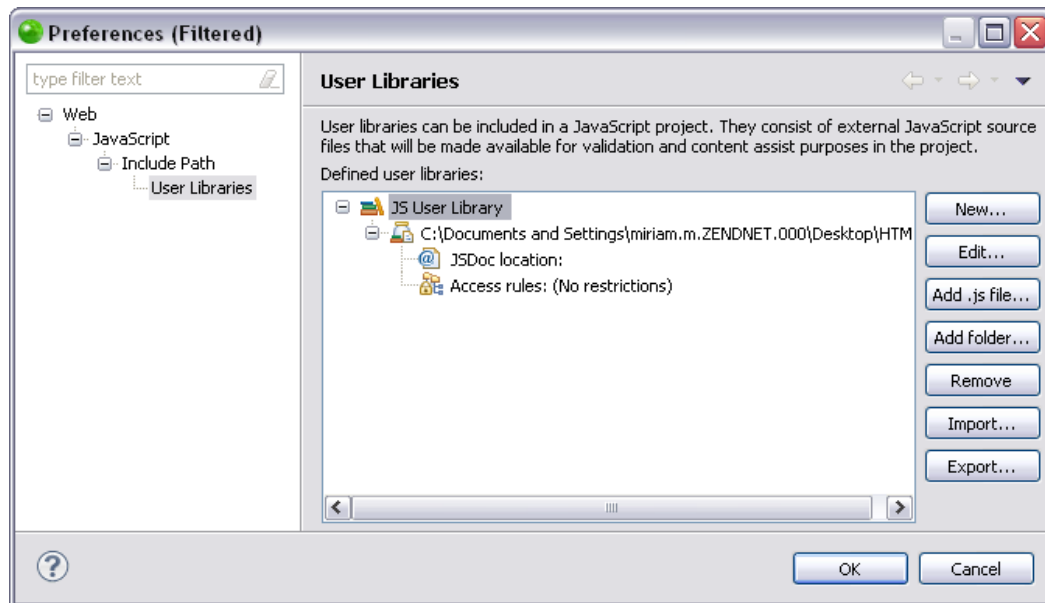 Preferences (Filtered)
type filter text
Web
JavaScript
Include Path
User Libraries
User Libraries
User libraries can be included in a JavaScript project. They consist of external JavaScript source
files that will be made available for validation and content assist purposes in the project.
Defined user libraries:
JS User Library
C:\Documents and Settings\miriam.m.ZENDNET.000\Desktop\HTM
JSDoc location:
Access rules: (No restrictions)
New...
Edit...
Add .js file...
Add folder...
Remove
Import...
Export...
OK
Cancel